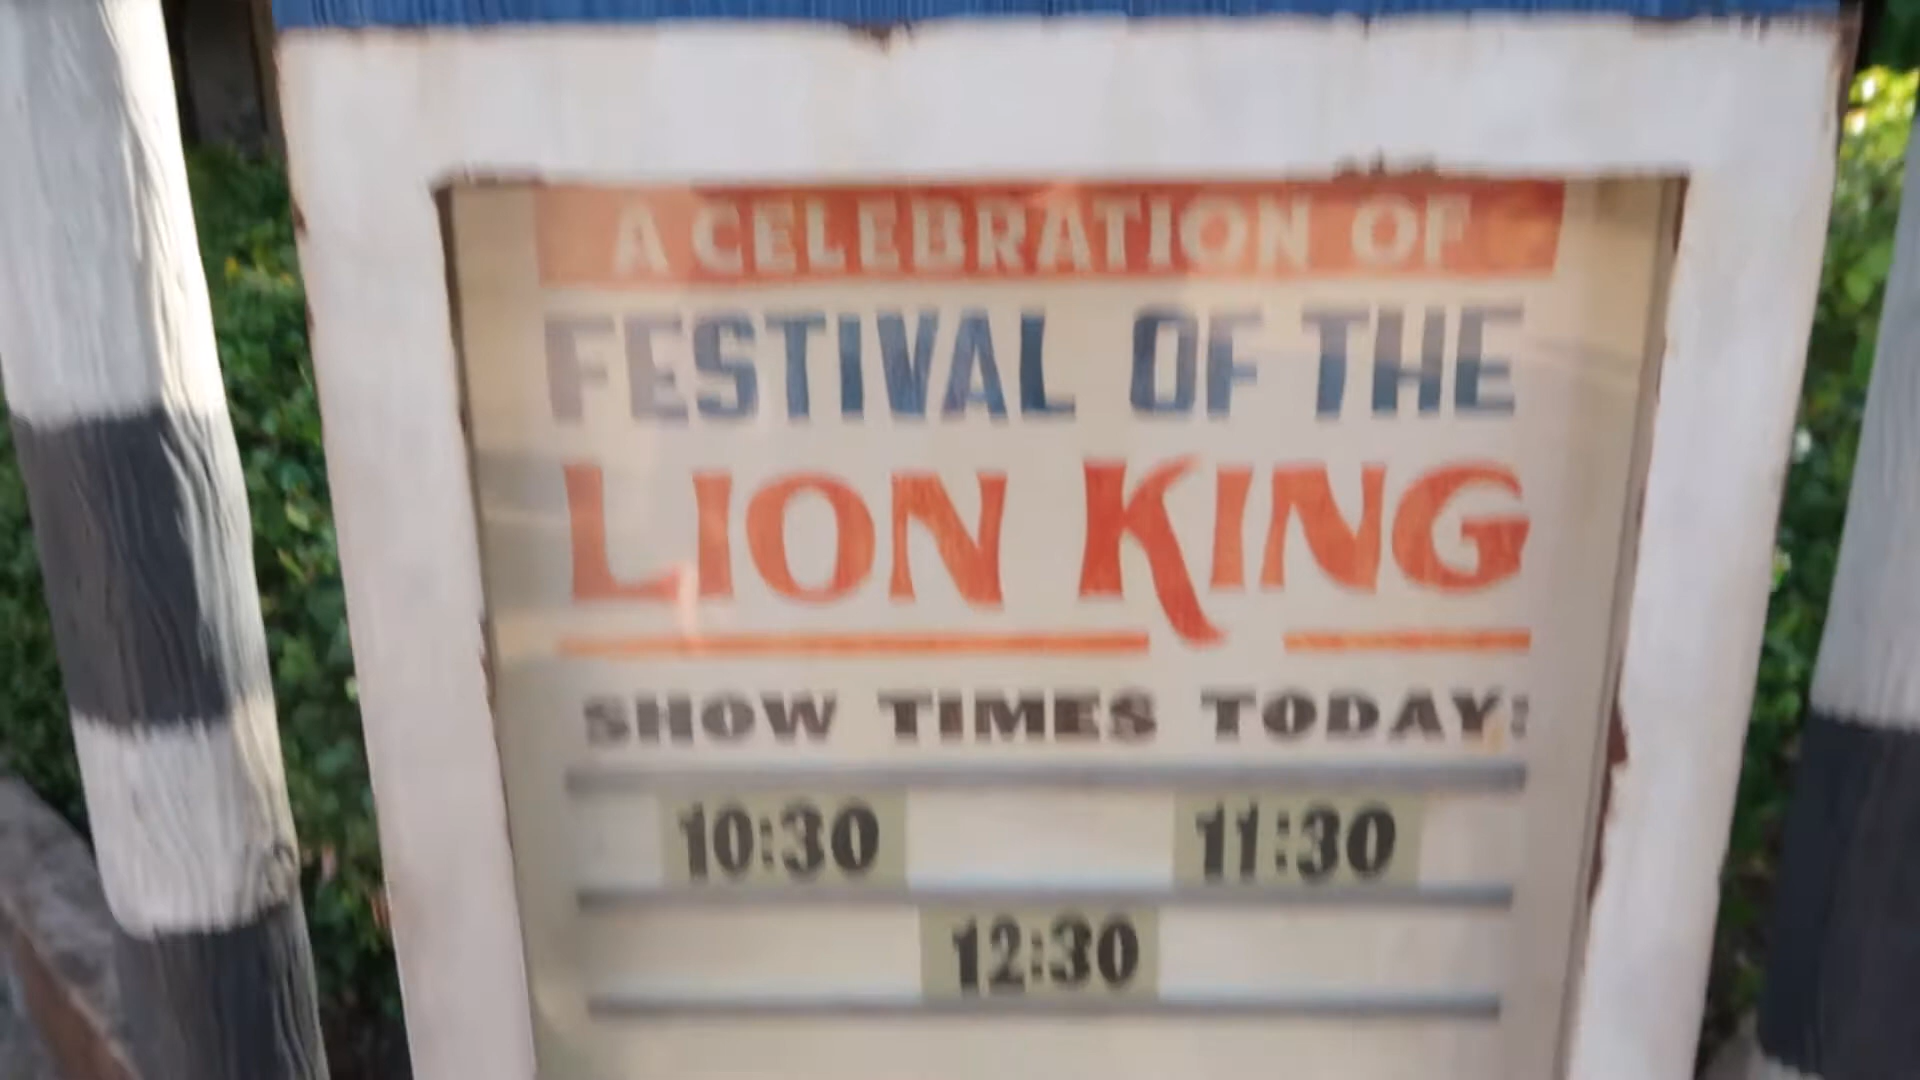 A CELEBRATION OF
FESTIVAL OF THE
LION KING
SHOW TIMES TODAY:
10:30 11:30
12:30